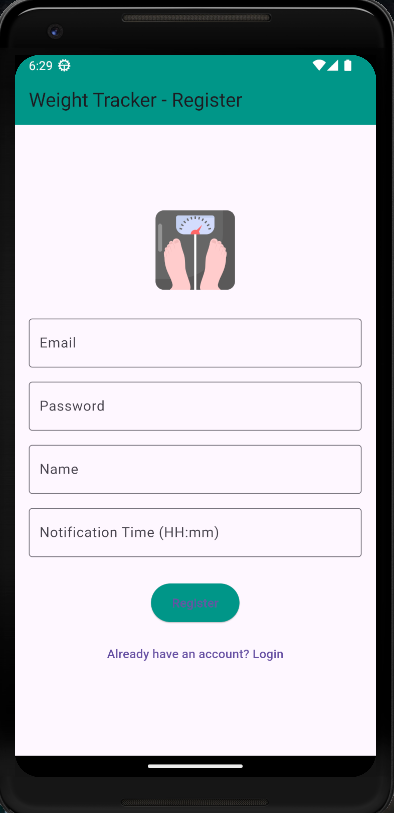 6:29
Weight Tracker - Register
Email
Password
Name
Notification Time (HH:mm)
Register
Already have an account? Login